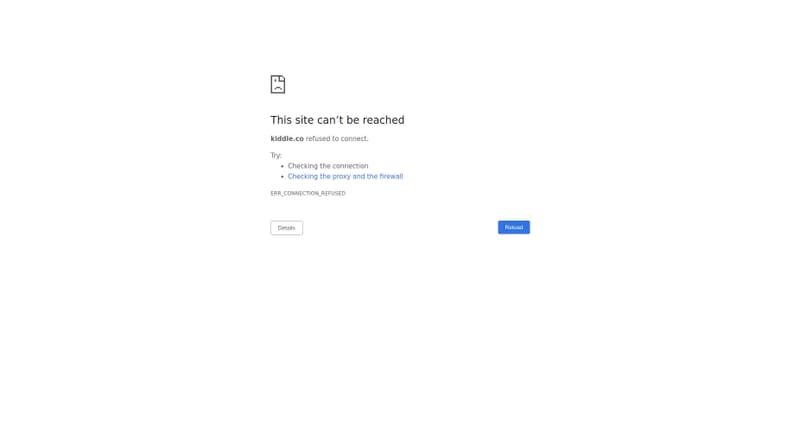 This site can’t be reached
kiddle.co refused to connect.
Try:
• Checking the connection
• Checking the proxy and the firewall
ERR_CONNECTION_REFUSED
Details
Reload